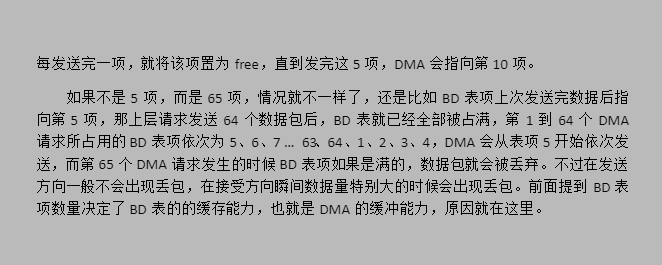 每发送完一项，就将该项置为 free，直到发完这 5 项，DMA 会指向第 10 项。
如果不是 5 项，而是 65 项，情况就不一样了，还是比如 BD 表项上次发送完数据后指
向第 5 项，那上层请求发送 64 个数据包后，BD 表就已经全部被占满，第 1 到 64 个 DMA
请求所占用的 BD 表项依次为 5、6、7 … 63、64、1、2、3、4，DMA 会从表项 5 开始依次发
送，而第 65 个 DMA 请求发生的时候 BD 表项如果是满的，数据包就会被丢弃。不过在发送
方向一般不会出现丢包，在接受方向瞬间数据量特别大的时候会出现丢包。前面提到 BD 表
项数量决定了 BD 表的的缓存能力，也就是 DMA 的缓冲能力，原因就在这里。